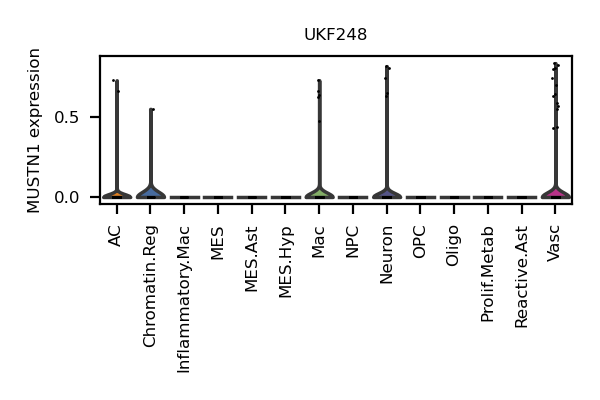 UKF248
MUSTN1 expression
0.5
0.0
AC
Chromatin.Reg
Inflammatory.Mac
MES
MES.Ast
MES.Hyp
Mac
NPC
Neuron
OPC
Oligo
Prolif.Metab
Reactive.Ast
Vasc